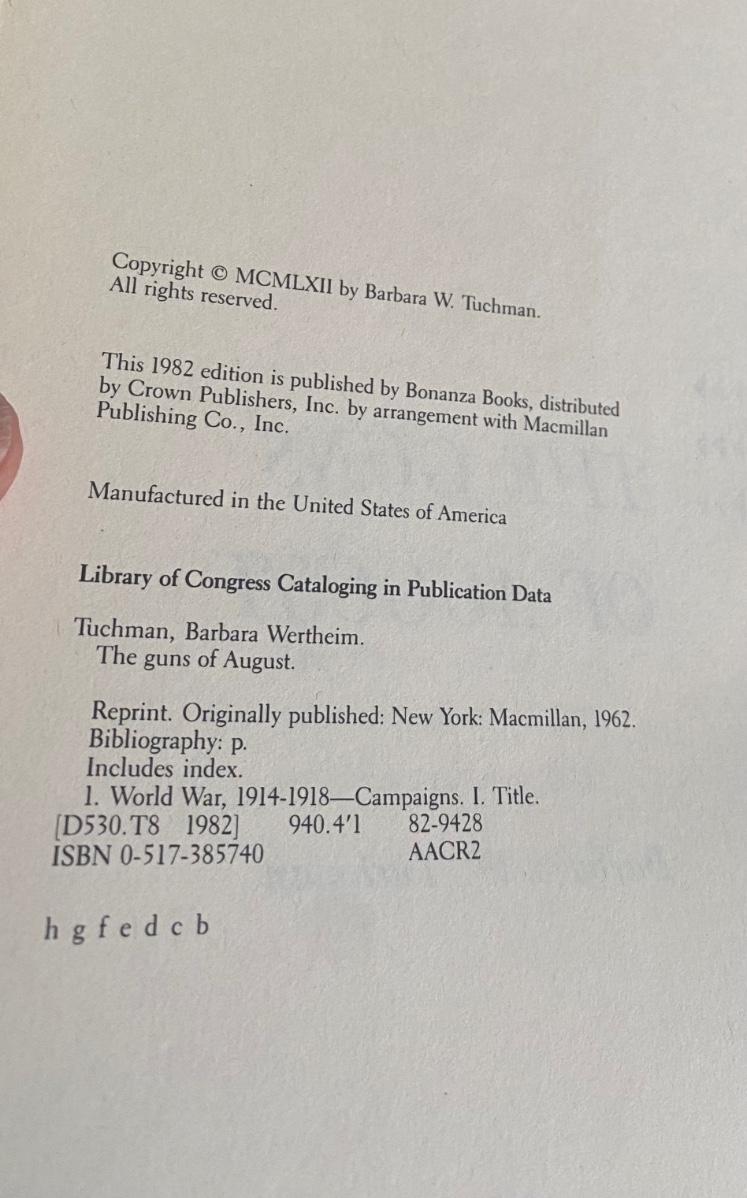 Copyright © MCMLXII by Barbara W. Tuchman.
All rights reserved.
This 1982 edition is published by Bonanza Books, distributed
by Crown Publishers, Inc. by arrangement with Macmillan
Publishing Co., Inc.
Manufactured in the United States of America
Library of Congress Cataloging in Publication Data
Tuchman, Barbara Wertheim.
The guns of August.
Reprint. Originally published: New York: Macmillan, 1962.
Bibliography: p.
Includes index.
1. World War, 1914-1918—Campaigns. I. Title.
[D530.T8 1982] 940.4'1 82-9428
ISBN 0-517-385740 AACR2
h g f e d c b